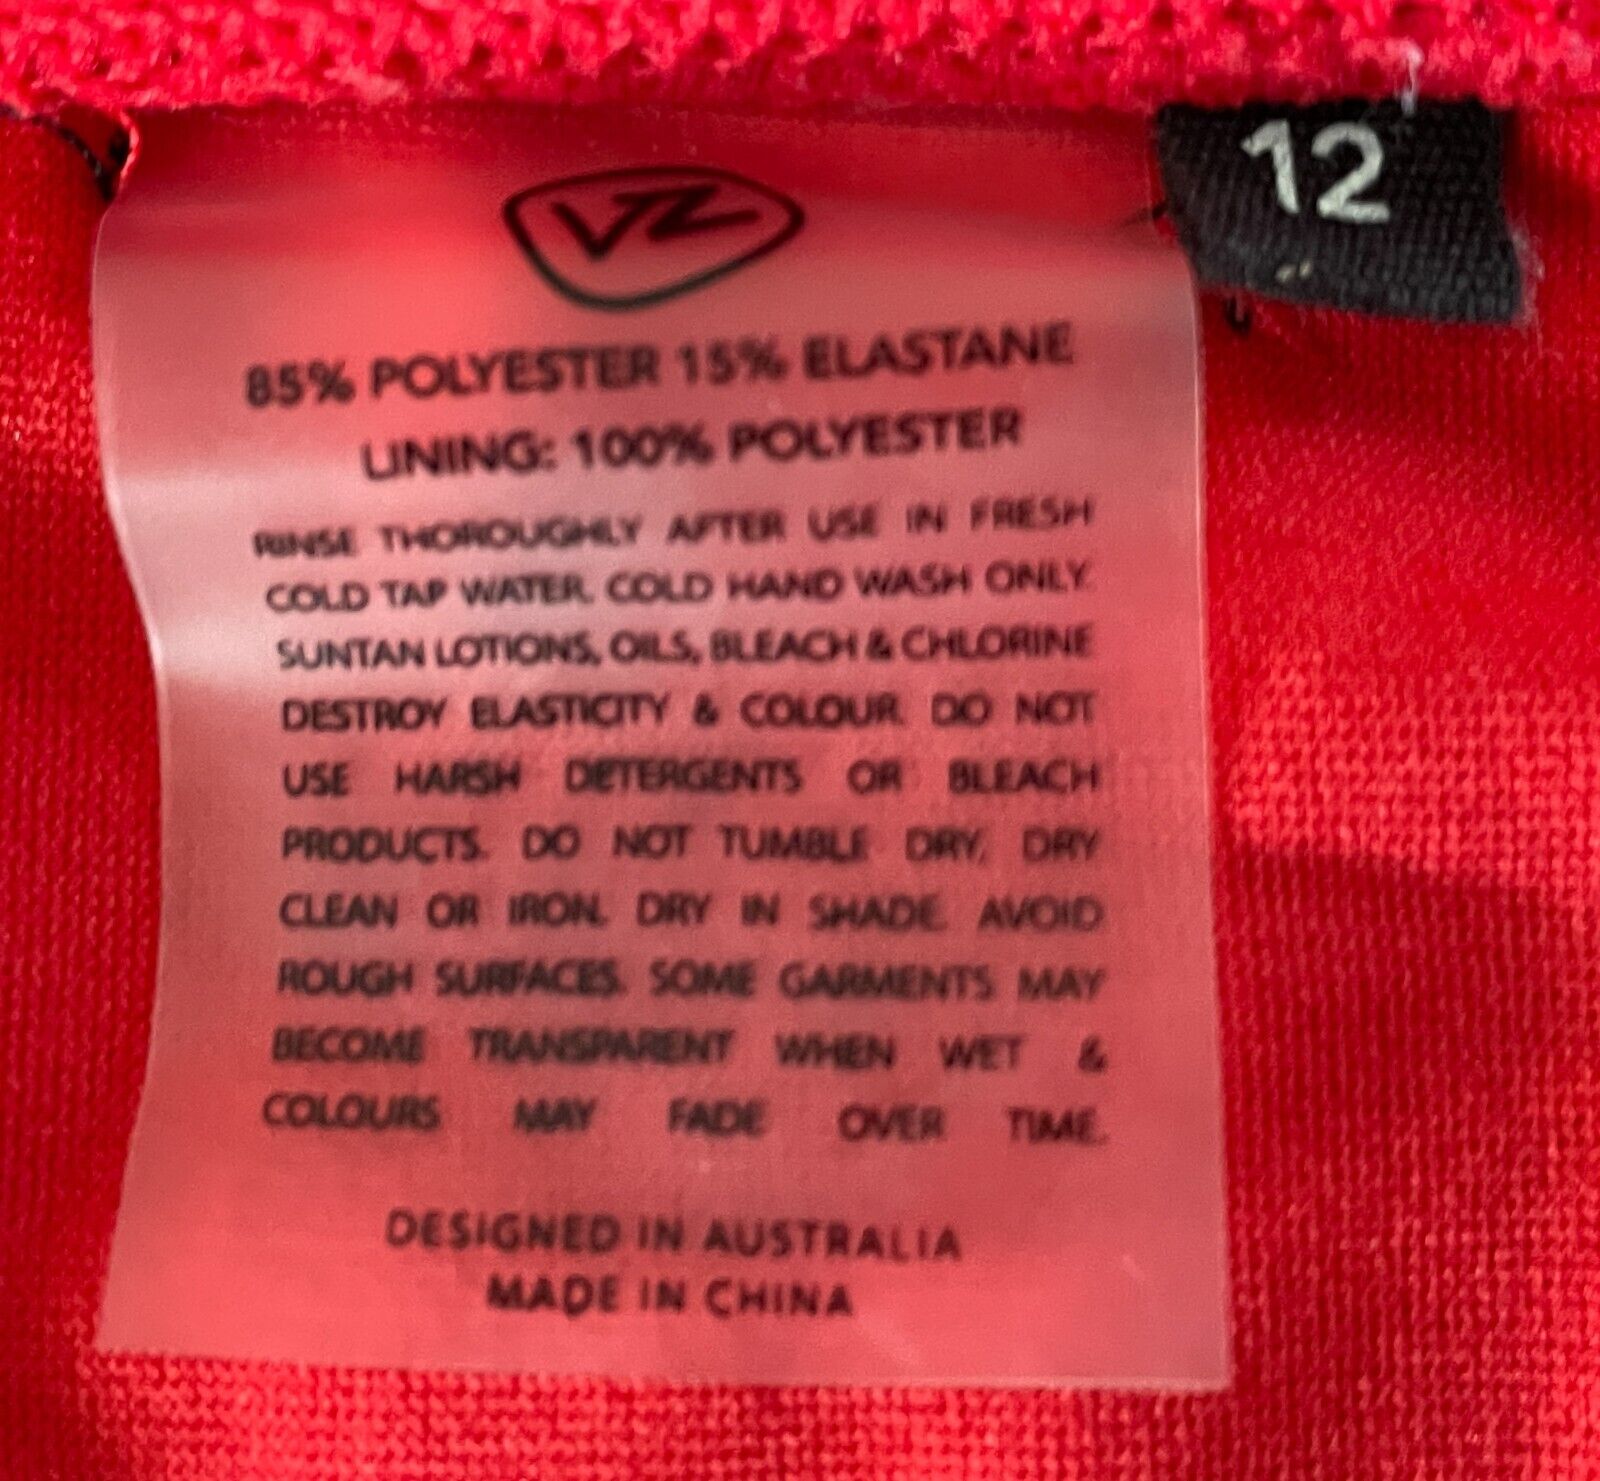 VZ
12
85% POLYESTER 15% ELASTANE
LINING: 100% POLYESTER
RINSE THOROUGHLY AFTER USE IN FRESH
COLD TAP WATER. COLD HAND WASH ONLY.
SUNTAN LOTIONS, OILS, BLEACH & CHLORINE
DESTROY ELASTICITY & COLOUR. DO NOT
USE HARSH DETERGENTS OR BLEACH
PRODUCTS. DO NOT TUMBLE DRY, DRY
CLEAN OR IRON. DRY IN SHADE. AVOID
ROUGH SURFACES. SOME GARMENTS MAY
BECOME TRANSPARENT WHEN WET &
COLOURS MAY FADE OVER TIME.
DESIGNED IN AUSTRALIA
MADE IN CHINA